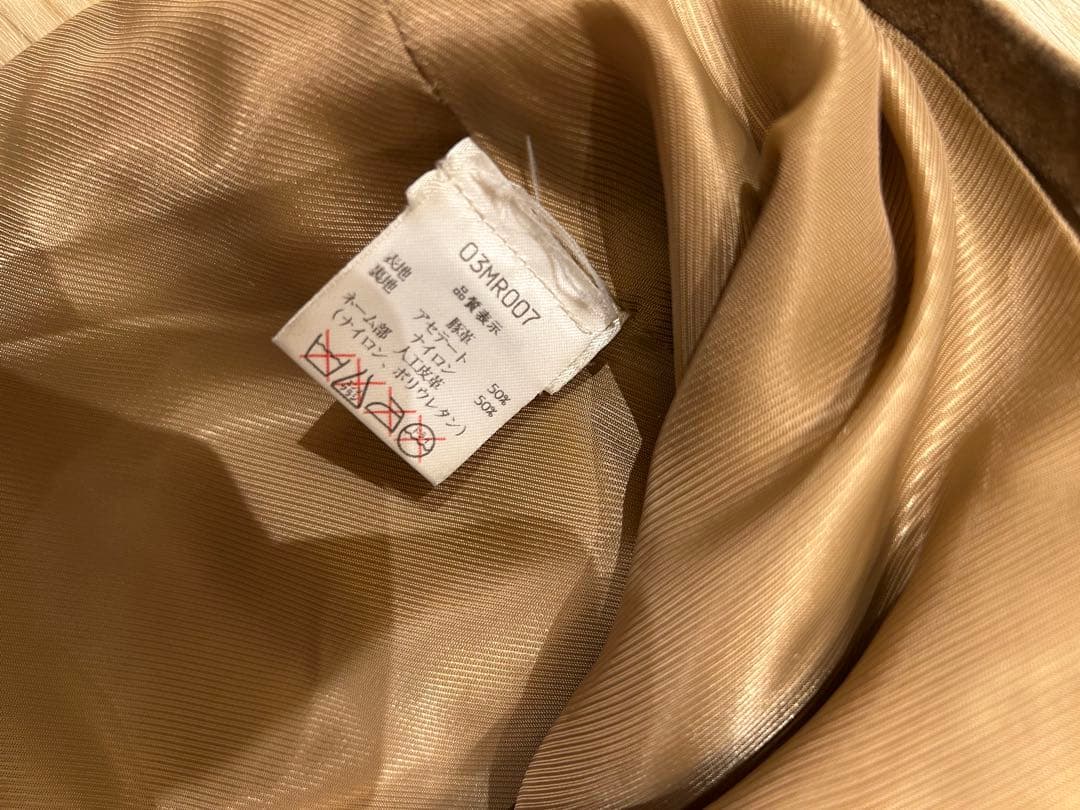 03MR007
品質表示
表地 豚革
裏地 アセテート 50%
ナイロン 50%
ネーム部 人工皮革
(ナイロン、ポリウレタン)